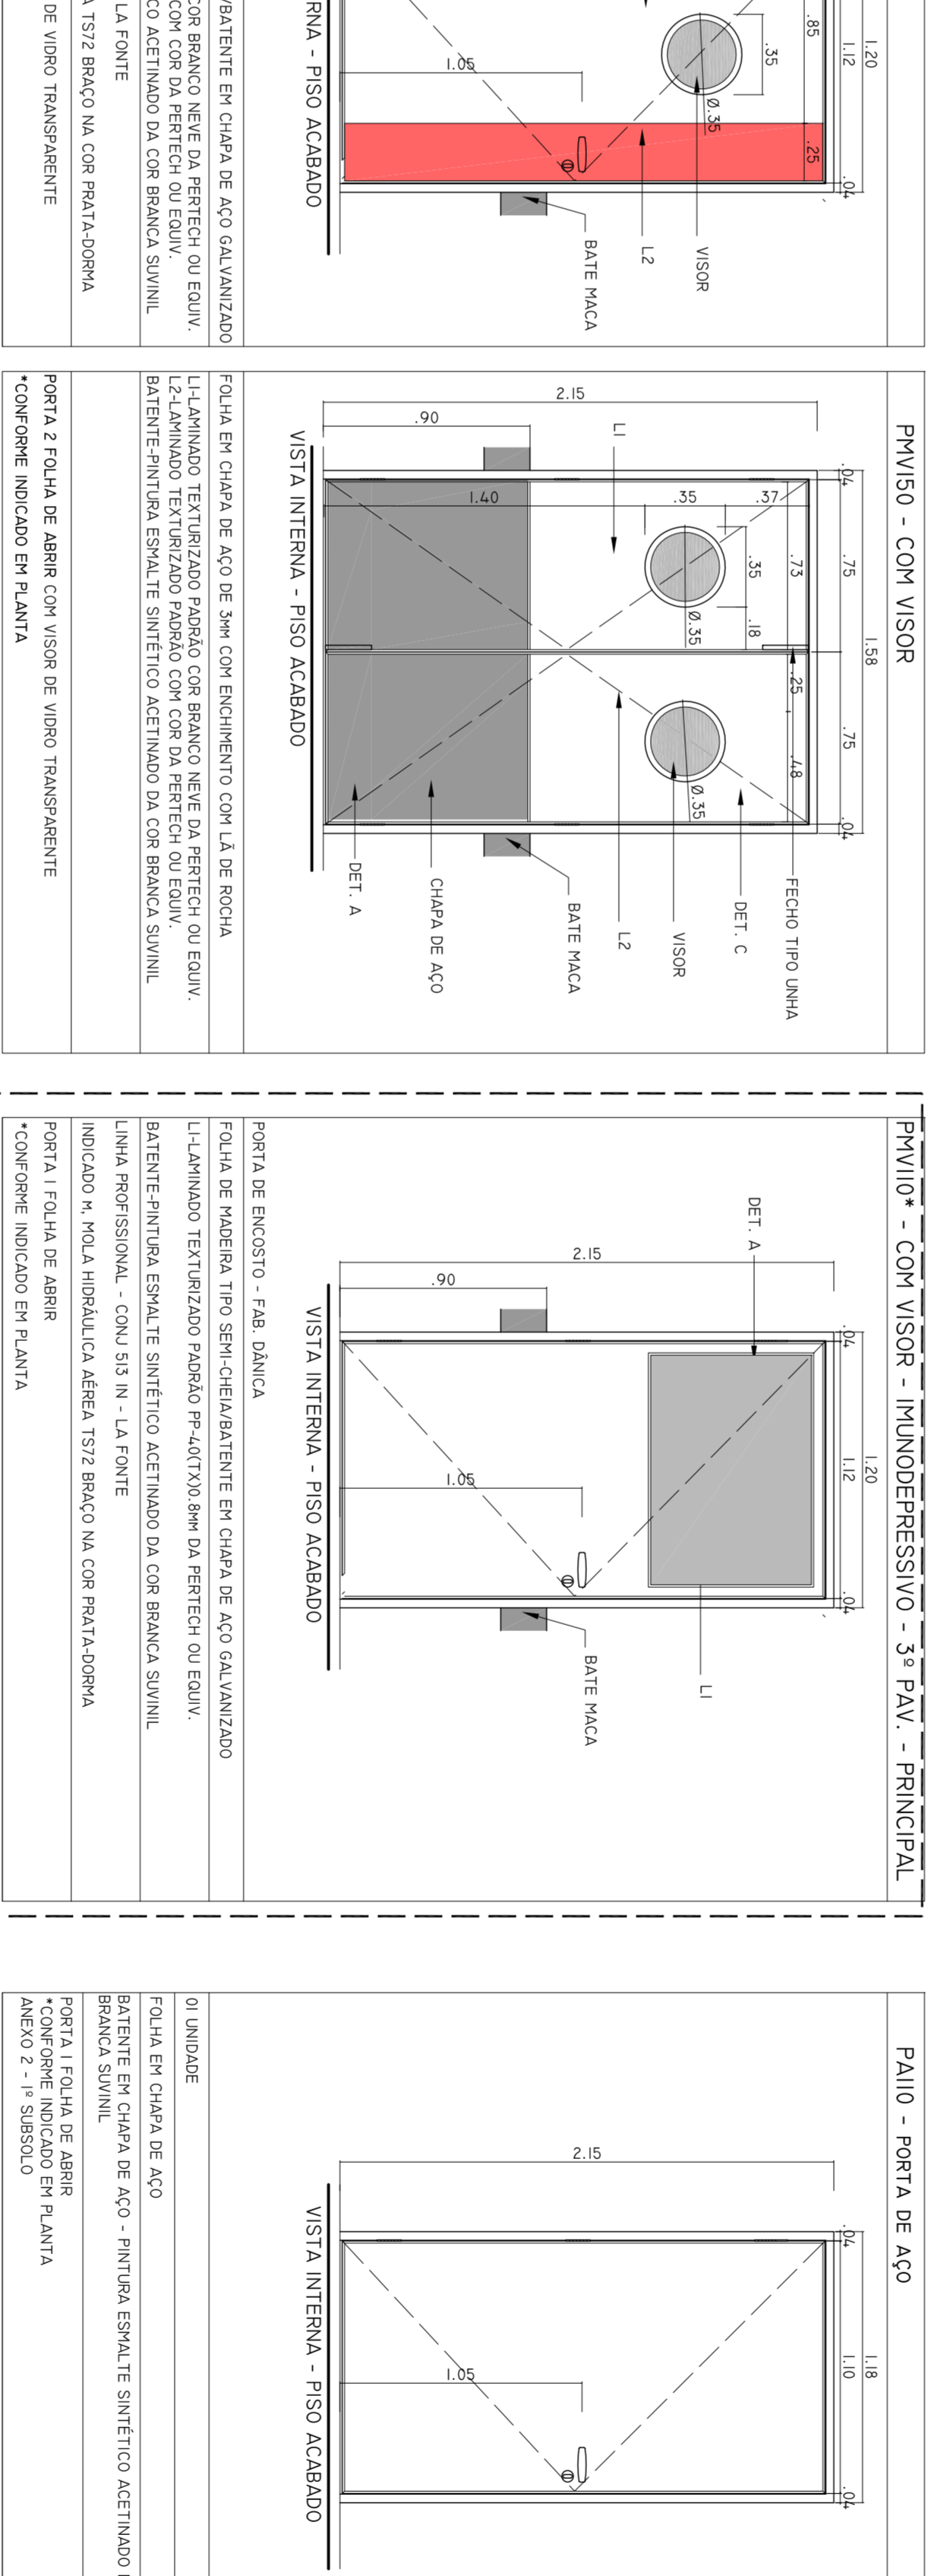 1.20
1.12
.85
.25
.04
.35
Ø.35
1.05
VISOR
L2
BATE MACA
RNA - PISO ACABADO
/BATENTE EM CHAPA DE AÇO GALVANIZADO
COR BRANCO NEVE DA PERTECH OU EQUIV.
COM COR DA PERTECH OU EQUIV.
CO ACETINADO DA COR BRANCA SUVINIL
LA FONTE
A TS72 BRAÇO NA COR PRATA-DORMA
DE VIDRO TRANSPARENTE
PMV150 - COM VISOR
1.58
.04
.75
.75
.04
.73
.25
.48
.37
.35
1.40
.35
.18
Ø.35
Ø.35
2.15
.90
L1
FECHO TIPO UNHA
DET. C
VISOR
L2
BATE MACA
CHAPA DE AÇO
DET. A
VISTA INTERNA - PISO ACABADO
FOLHA EM CHAPA DE AÇO DE 3MM COM ENCHIMENTO COM LÃ DE ROCHA
L1-LAMINADO TEXTURIZADO PADRÃO COR BRANCO NEVE DA PERTECH OU EQUIV.
L2-LAMINADO TEXTURIZADO PADRÃO COM COR DA PERTECH OU EQUIV.
BATENTE-PINTURA ESMALTE SINTÉTICO ACETINADO DA COR BRANCA SUVINIL
PORTA 2 FOLHA DE ABRIR COM VISOR DE VIDRO TRANSPARENTE
*CONFORME INDICADO EM PLANTA
PMV110* - COM VISOR - IMUNODEPRESSIVO - 3º PAV. - PRINCIPAL
1.20
.04
1.12
.04
DET. A
2.15
.90
1.05
L1
BATE MACA
VISTA INTERNA - PISO ACABADO
PORTA DE ENCOSTO - FAB. DÂNICA
FOLHA DE MADEIRA TIPO SEMI-CHEIA/BATENTE EM CHAPA DE AÇO GALVANIZADO
L1-LAMINADO TEXTURIZADO PADRÃO PP-40(TX)0.8MM DA PERTECH OU EQUIV.
BATENTE-PINTURA ESMALTE SINTÉTICO ACETINADO DA COR BRANCA SUVINIL
LINHA PROFISSIONAL - CONJ 513 IN - LA FONTE
INDICADO M, MOLA HIDRÁULICA AÉREA TS72 BRAÇO NA COR PRATA-DORMA
PORTA 1 FOLHA DE ABRIR
*CONFORME INDICADO EM PLANTA
PA110 - PORTA DE AÇO
1.18
.04
1.10
.04
2.15
1.05
VISTA INTERNA - PISO ACABADO
01 UNIDADE
FOLHA EM CHAPA DE AÇO
BATENTE EM CHAPA DE AÇO - PINTURA ESMALTE SINTÉTICO ACETINADO
BRANCA SUVINIL
PORTA 1 FOLHA DE ABRIR
*CONFORME INDICADO EM PLANTA
ANEXO 2 - 1º SUBSOLO